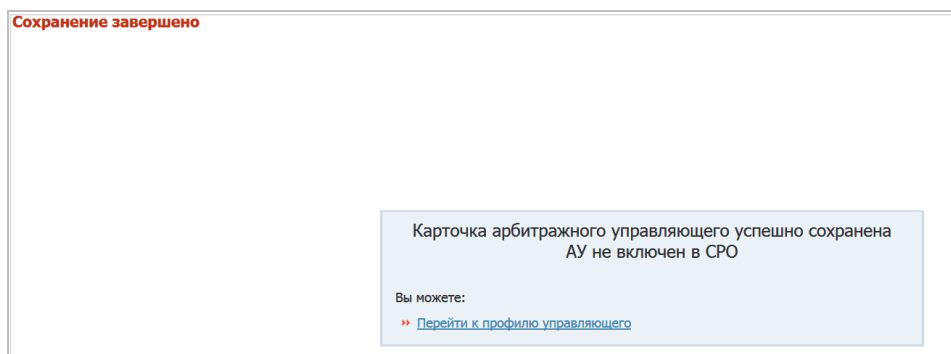 Сохранение завершено
Карточка арбитражного управляющего успешно сохранена
АУ не включен в СРО
Вы можете:
» Перейти к профилю управляющего